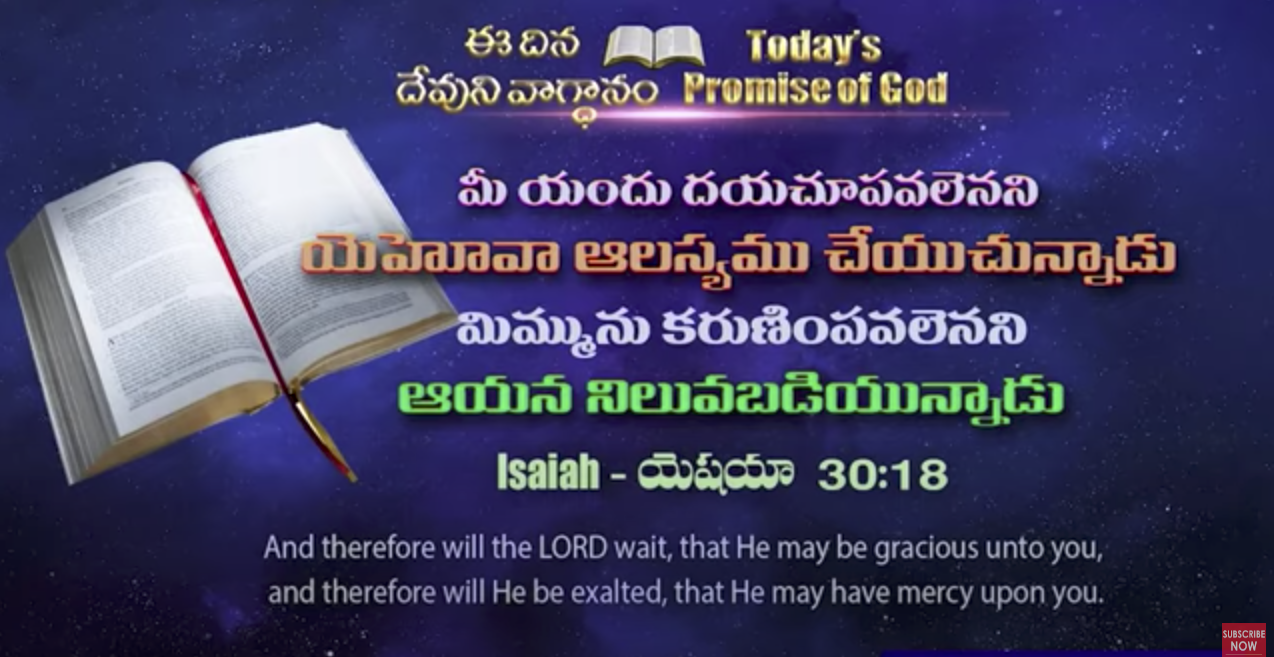 ఈ దిన Today's
దేవుని వాగ్ధానం Promise of God
మీ యందు దయచూపవలెనని
యెహోవా ఆలస్యము చేయుచున్నాడు
మిమ్మును కరుణింపవలెనని
ఆయన నిలువబడియున్నాడు
Isaiah - యెషయా 30:18
And therefore will the LORD wait, that He may be gracious unto you,
and therefore will He be exalted, that He may have mercy upon you.
SUBSCRIBE
NOW